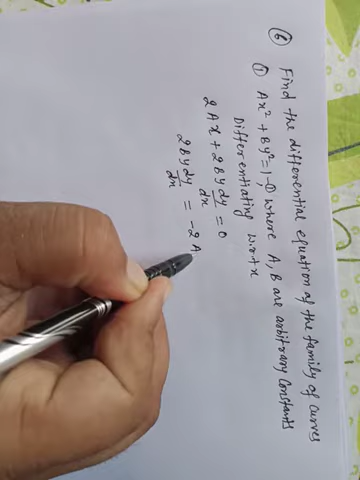 ⑥ Find the differential equation of the family of curves
① Ax² + By² = 1 -① where A, B are arbitrary constants
Differentiating w.r.t x
2Ax + 2By dy/dx = 0
2By dy/dx = -2A